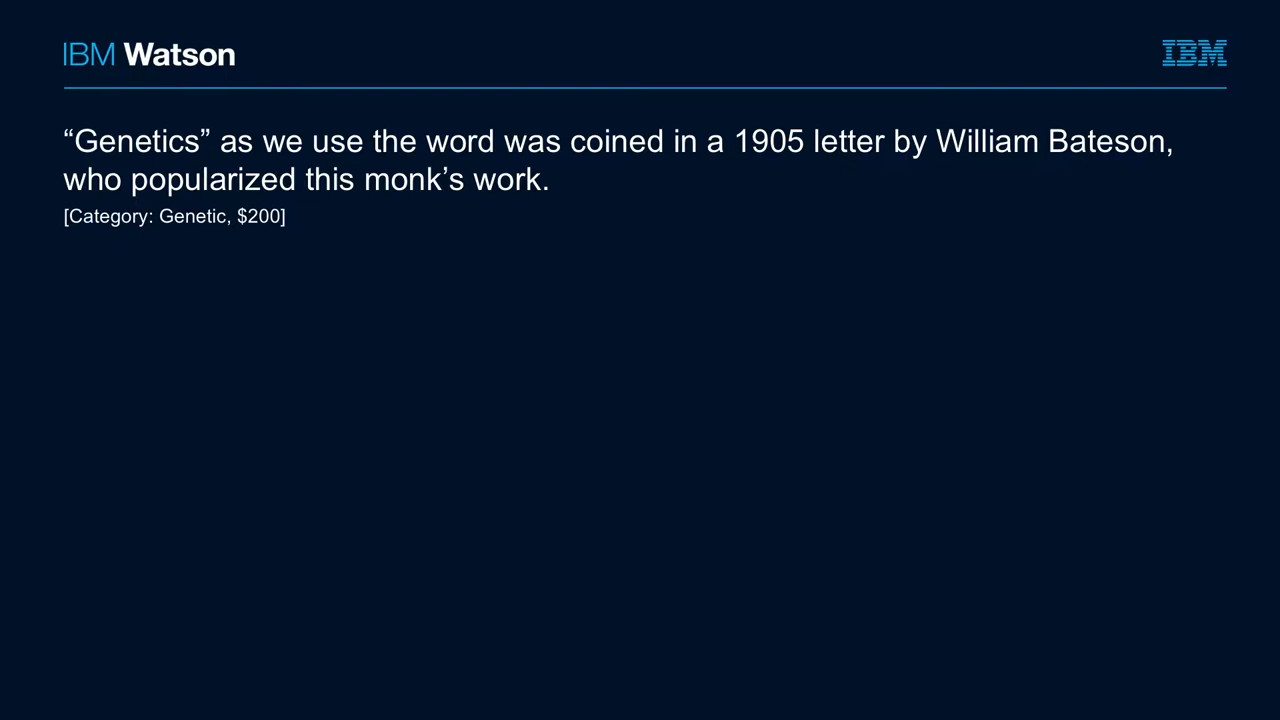 IBM Watson
IBM
“Genetics” as we use the word was coined in a 1905 letter by William Bateson,
who popularized this monk’s work.
[Category: Genetic, $200]